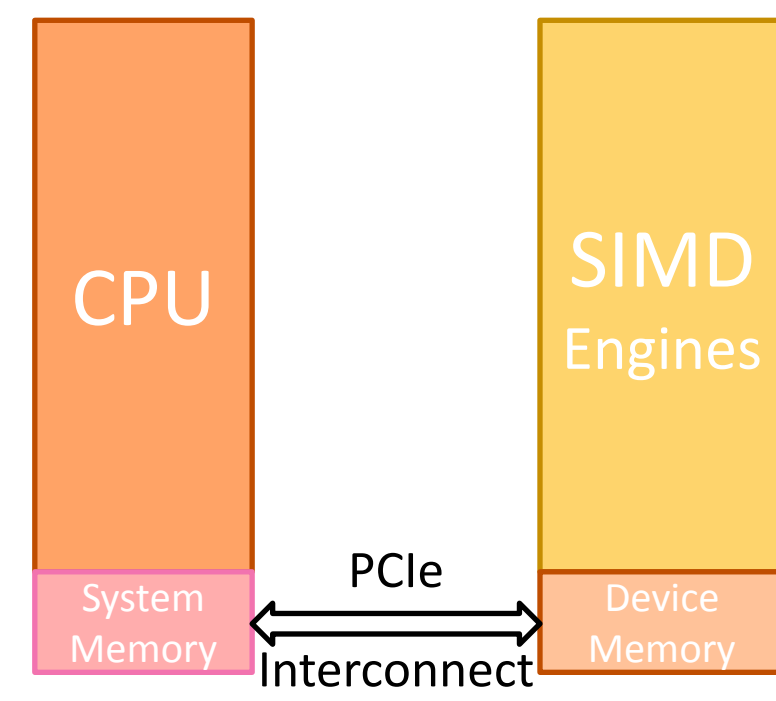 CPU
SIMD
Engines
System
Memory
PCIe
Interconnect
Device
Memory